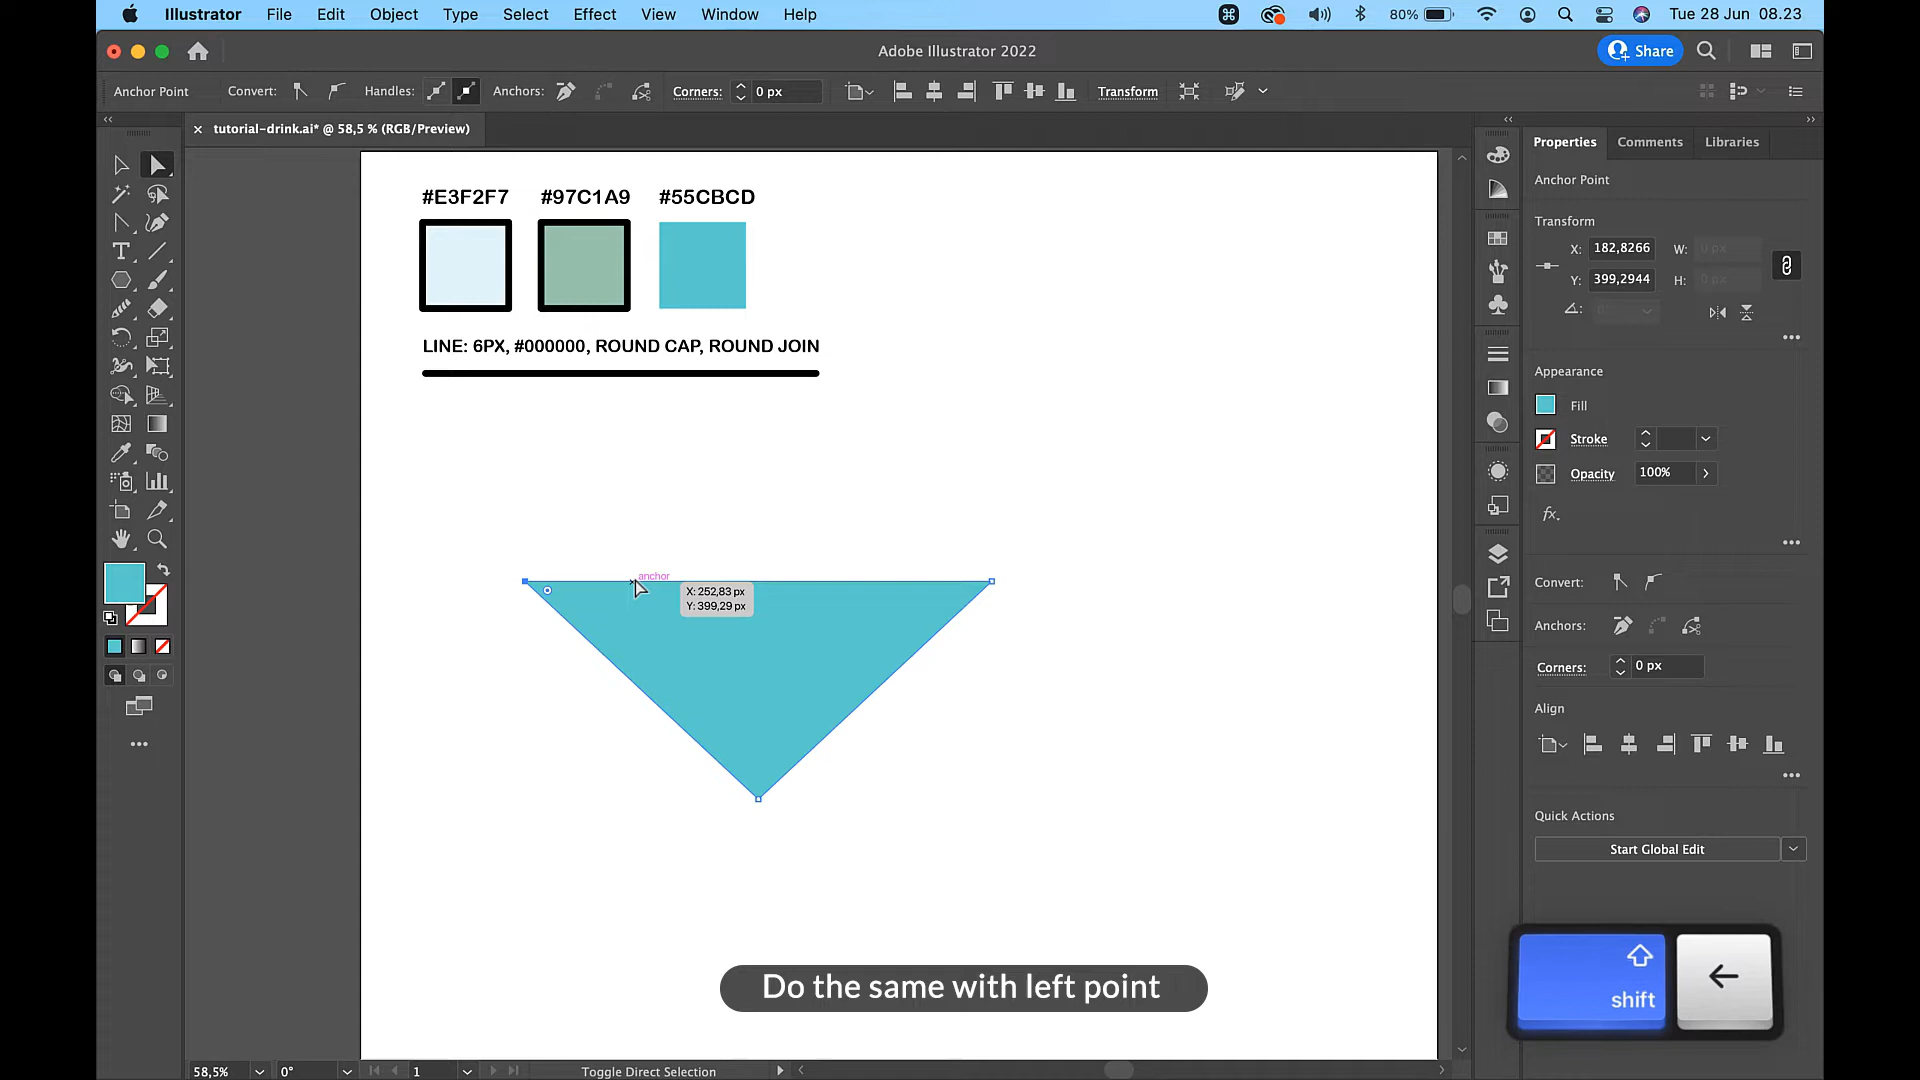 Illustrator File Edit Object Type Select Effect View Window Help 80% Tue 28 Jun 08.23
Adobe Illustrator 2022
Share
Anchor Point Convert: Handles: Anchors: Corners: 0 px Transform
tutorial-drink.ai* @ 58,5 % (RGB/Preview)
Properties Comments Libraries
Anchor Point
Transform
X: 182,8266 W: 0 px
Y: 399,2944 H: 0 px
Appearance
Fill
Stroke
Opacity 100%
fx.
Convert:
Anchors:
Corners: 0 px
Align
Quick Actions
Start Global Edit
#E3F2F7 #97C1A9 #55CBCD
LINE: 6PX, #000000, ROUND CAP, ROUND JOIN
anchor
X: 252,83 px
Y: 399,29 px
Do the same with left point
shift
58,5% 0° 1 Toggle Direct Selection